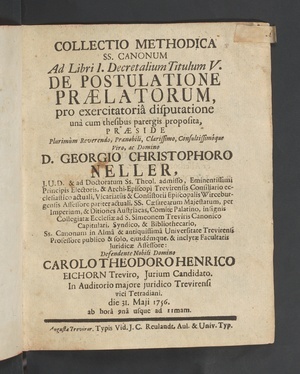 COLLECTIO METHODICA
SS. CANONUM
Ad Libri I. Decretalium Titulum V.
DE POSTULATIONE
PRÆLATORUM,
pro exercitatoriâ disputatione
unà cum thesibus parergis proposita,
PRÆSIDE
Plurimùm Reverendo, Prænobili, Clarissimo, Consultissimòque
Viro, ac Domino
D. GEORGIO CHRISTOPHORO
NELLER,
J.U.D. & ad Doctoratum Ss. Theol. admisso, Eminentissimi
Principis Electoris, & Archi-Episcopi Trevirensis Consiliario ec-
clesiastico actuali, Vicariatûs & Consistorii Episcopalis Wirceburgensis Assessore
pariter actuali, SS. Cæsarearum Majestatum, per
Imperium, & Ditiones Austriacas, Comite Palatino, insignis
Collegiatæ Ecclesiæ ad S. Simeonem Treviris Canonico
Capitulari, Syndico, & Bibliothecario,
Ss. Canonum in Almâ & antiquissimâ Universitate Trevirensi
Professore publico & solo, ejusdemque, & inclytæ Facultatis
Juridicæ Assessore:
Defendente Nobili Domino
CAROLO THEODORO HENRICO
EICHORN Treviro, Jurium Candidato.
In Auditorio majore juridico Trevirensi
vici Tetradiani.
die 31. Maji 1756.
ab horâ 9nâ usque ad 11mam.
Augustæ Treviror. Typis Vid. J.C. Reulandt. Aul. & Univ. Typ.